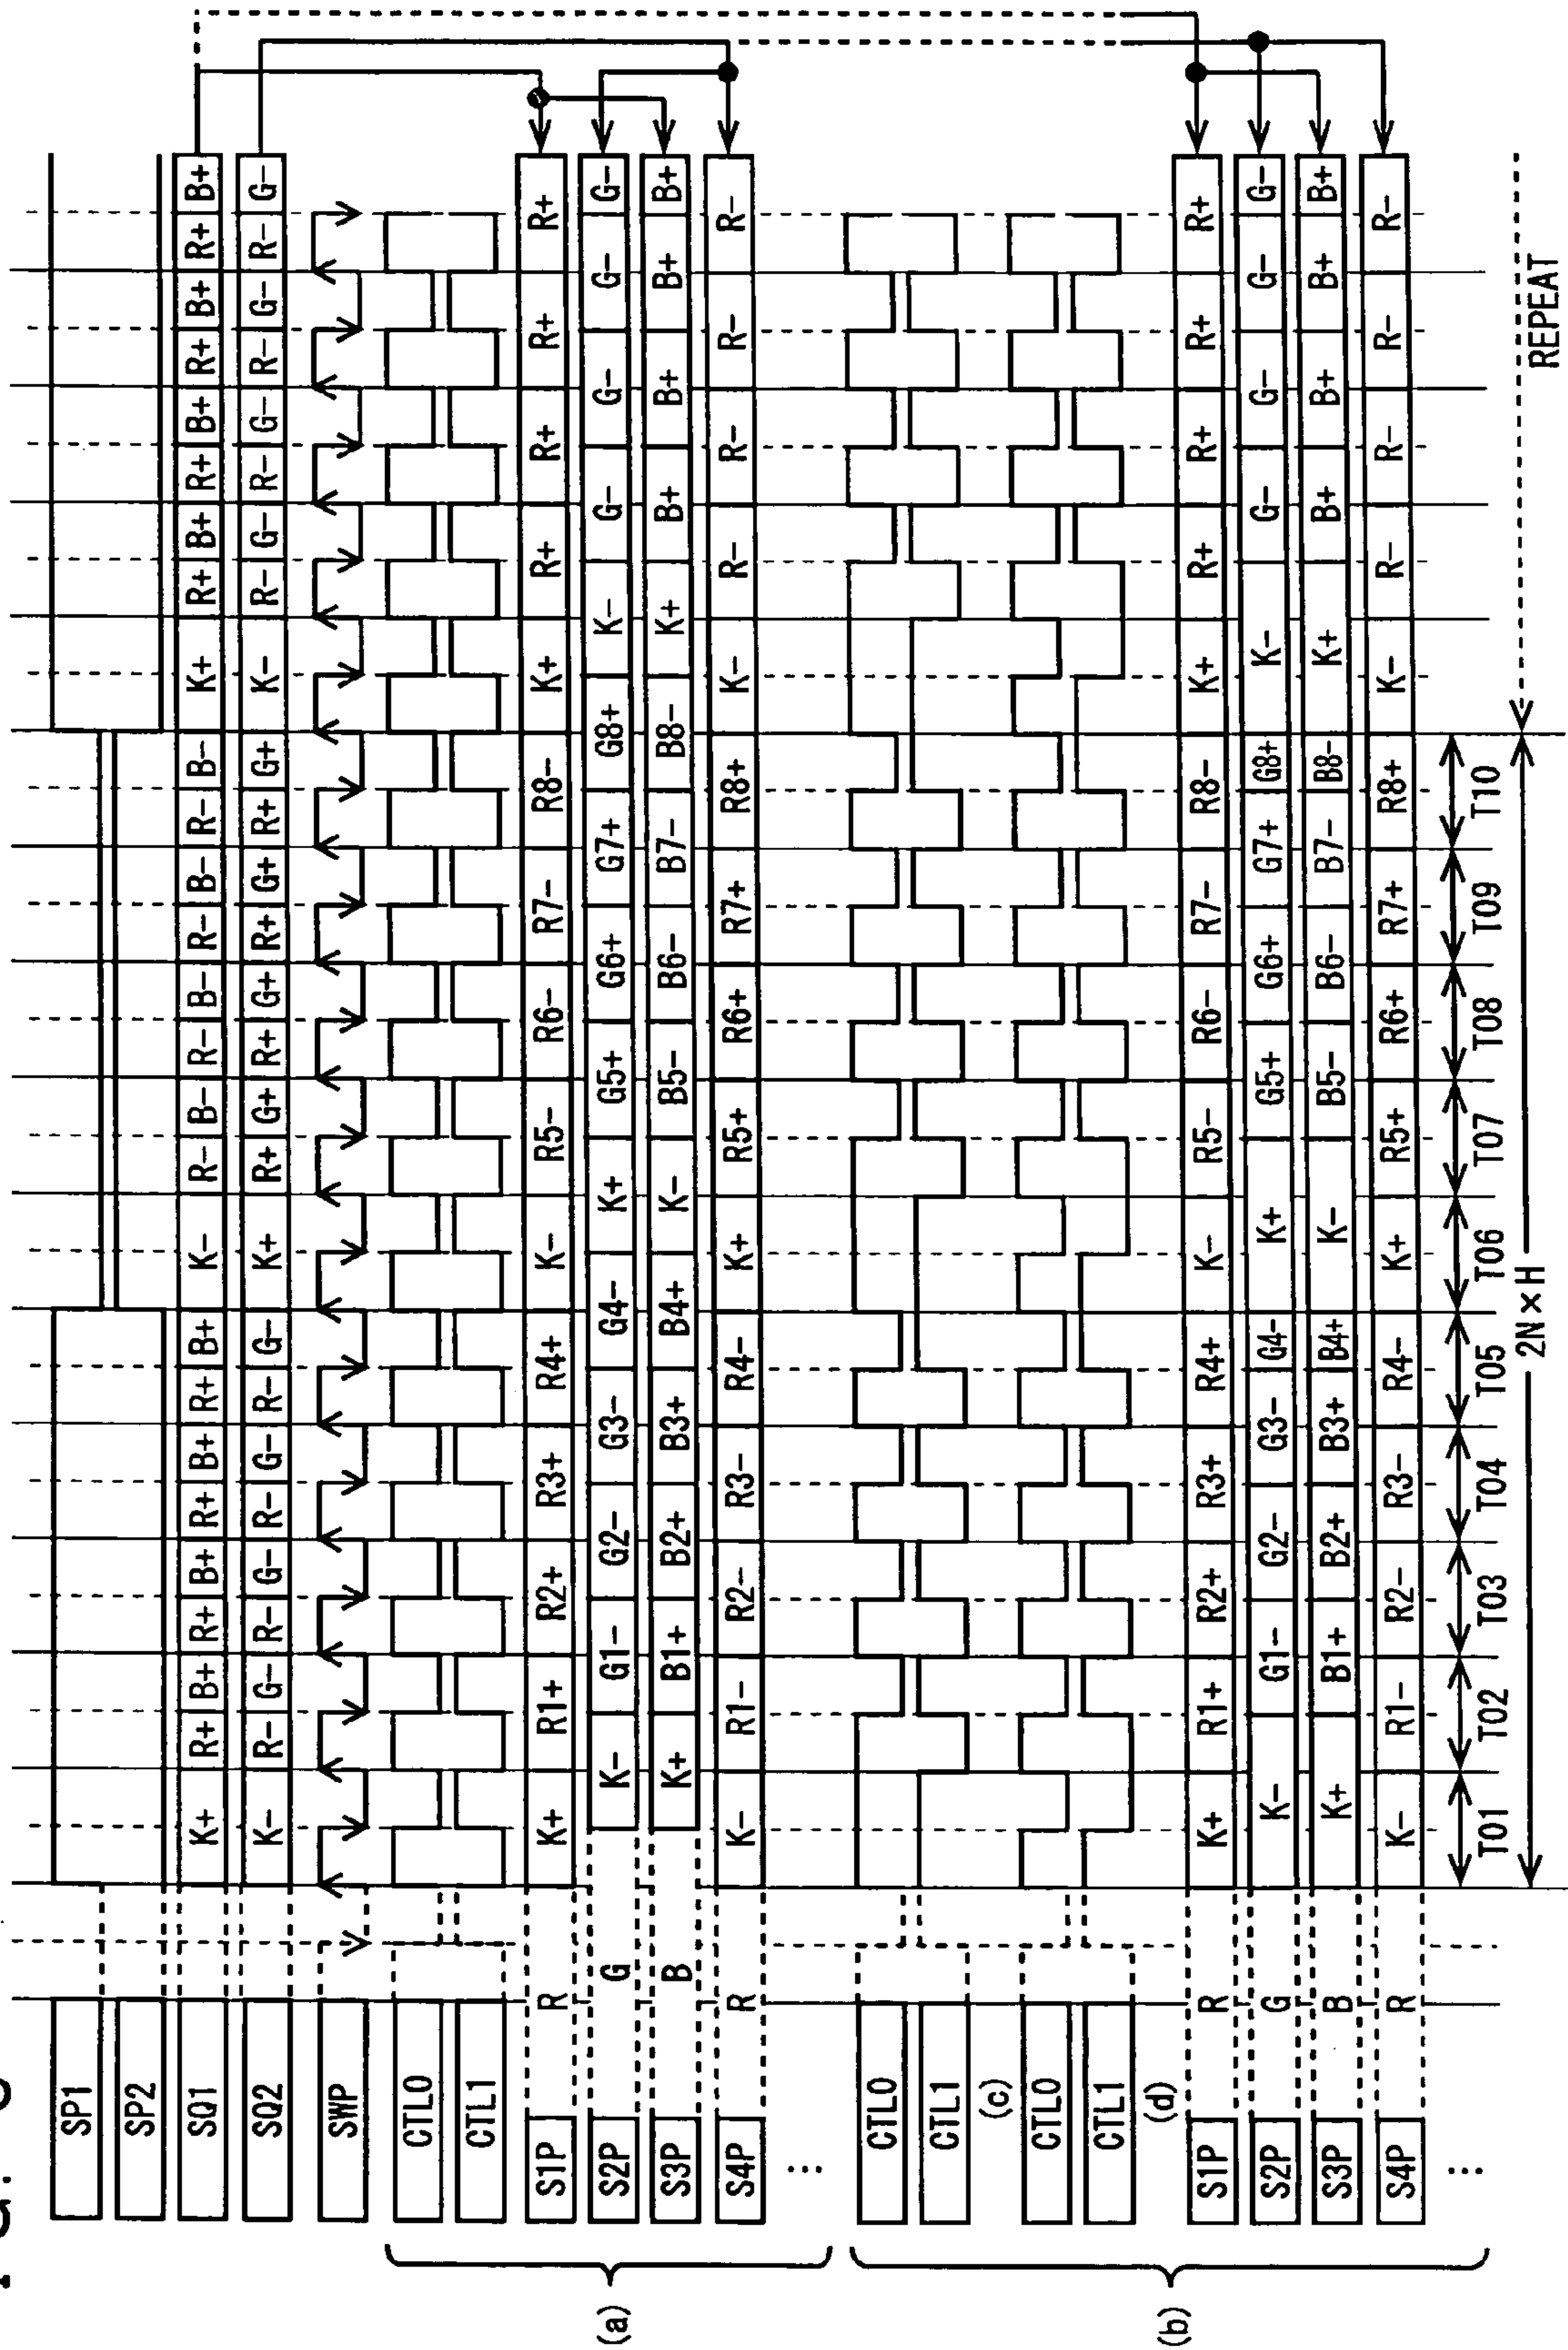 SP1
SP2
SQ1 K+ R+ B+ R+ B+ R+ B+ R+ B+ K- R- B- R- B- R- B- R- B- K+ R+ B+ R+ B+ R+ B+ R+ B+
SQ2 K- R- G- R- G- R- G- R- G- K+ R+ G+ R+ G+ R+ G+ R+ G+ K- R- G- R- G- R- G- R- G-
SWP
(a)
CTL0
CTL1
S1P R K+ R1+ R2+ R3+ R4+ K- R5- R6- R7- R8- K+ R+ R+ R+ R+
S2P G K- G1- G2- G3- G4- K+ G5+ G6+ G7+ G8+ K- G- G- G- G-
S3P B K+ B1+ B2+ B3+ B4+ K- B5- B6- B7- B8- K+ B+ B+ B+ B+
S4P R K- R1- R2- R3- R4- K+ R5+ R6+ R7+ R8+ K- R- R- R- R-
...
(b)
CTL0
CTL1
(c)
CTL0
CTL1
(d)
S1P R K+ R1+ R2+ R3+ R4+ K- R5- R6- R7- R8- K+ R+ R+ R+ R+
S2P G K- G1- G2- G3- G4- K+ G5+ G6+ G7+ G8+ K- G- G- G- G-
S3P B K+ B1+ B2+ B3+ B4+ K- B5- B6- B7- B8- K+ B+ B+ B+ B+
S4P R K- R1- R2- R3- R4- K+ R5+ R6+ R7+ R8+ K- R- R- R- R-
...
T01 T02 T03 T04 T05 T06 T07 T08 T09 T10
2N×H REPEAT